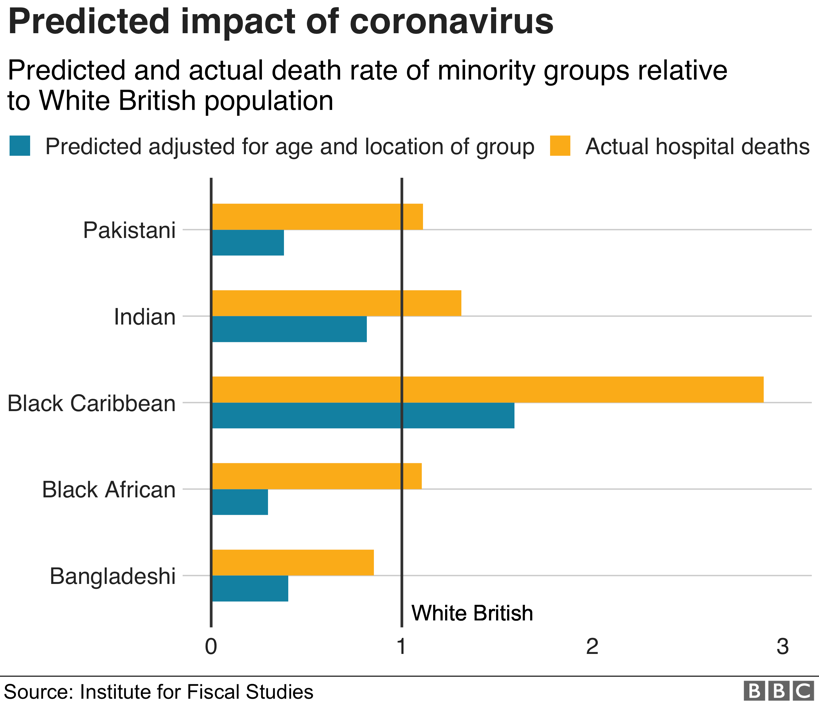 Predicted impact of coronavirus
Predicted and actual death rate of minority groups relative
to White British population
Predicted adjusted for age and location of group
Actual hospital deaths
Pakistani
Indian
Black Caribbean
Black African
Bangladeshi
White British
0
1
2
3
Source: Institute for Fiscal Studies
BBC